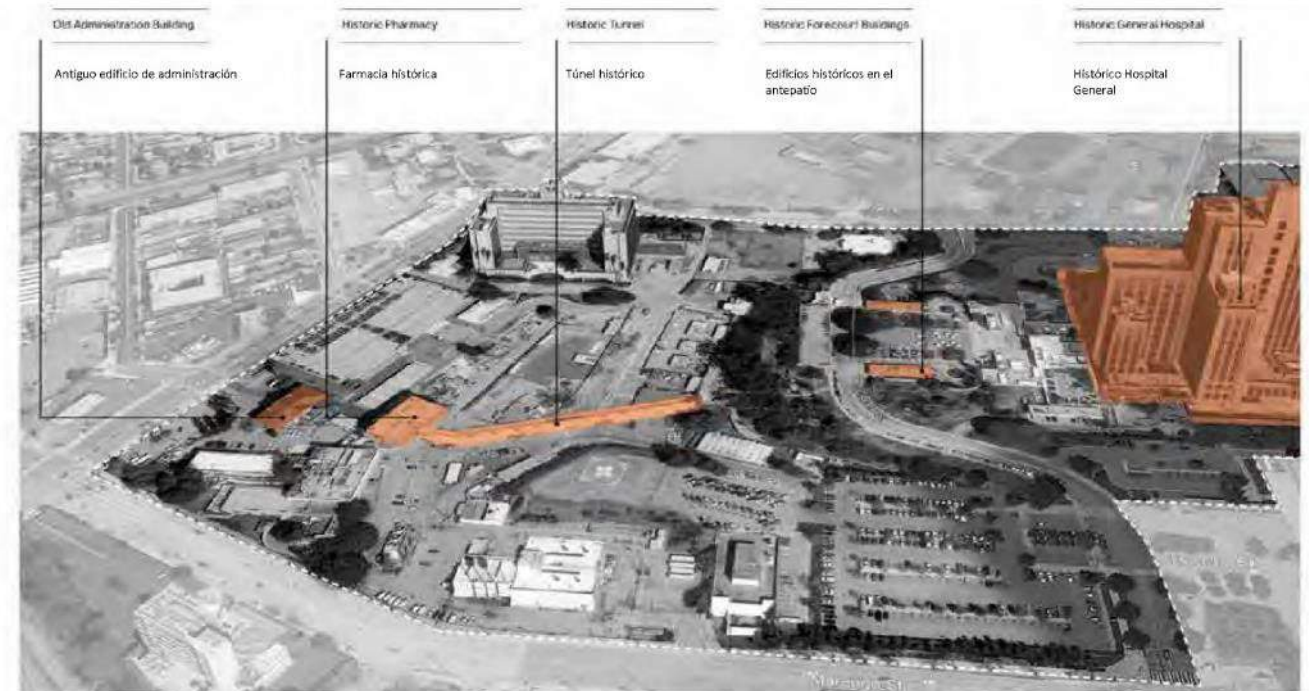 Old Administration Building
Historic Pharmacy
Historic Tunnel
Historic Forecourt Buildings
Historic General Hospital
Antiguo edificio de administración
Farmacia histórica
Túnel histórico
Edificios históricos en el
antepatío
Histórico Hospital
General